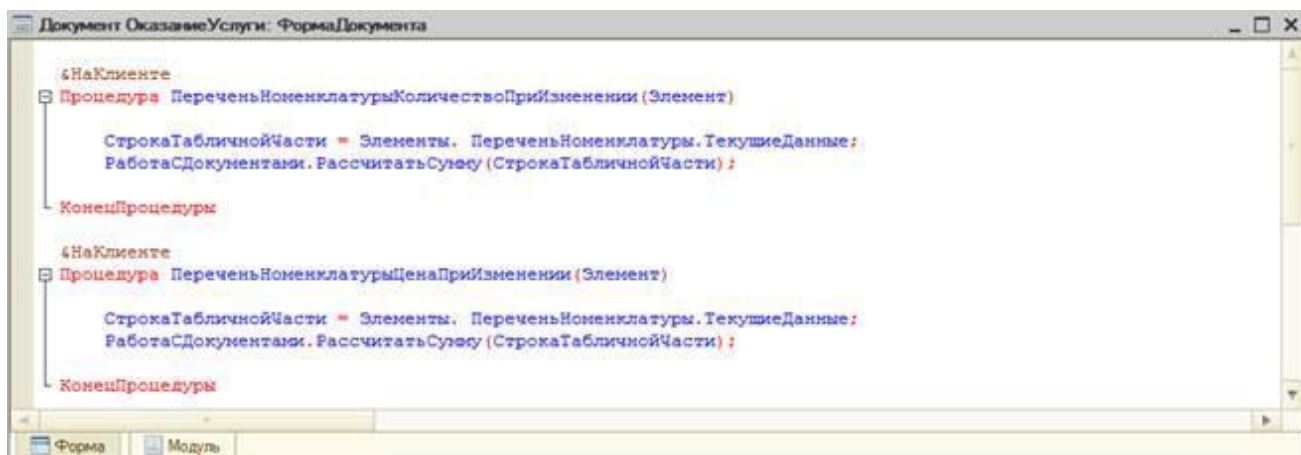 Документ ОказаниеУслуги: ФормаДокумента
&НаКлиенте
Процедура ПереченьНоменклатурыКоличествоПриИзменении(Элемент)
СтрокаТабличнойЧасти = Элементы. ПереченьНоменклатуры.ТекущиеДанные;
РаботаСДокументами.РассчитатьСумму(СтрокаТабличнойЧасти);
КонецПроцедуры
&НаКлиенте
Процедура ПереченьНоменклатурыЦенаПриИзменении(Элемент)
СтрокаТабличнойЧасти = Элементы. ПереченьНоменклатуры.ТекущиеДанные;
РаботаСДокументами.РассчитатьСумму(СтрокаТабличнойЧасти);
КонецПроцедуры
Форма Модуль